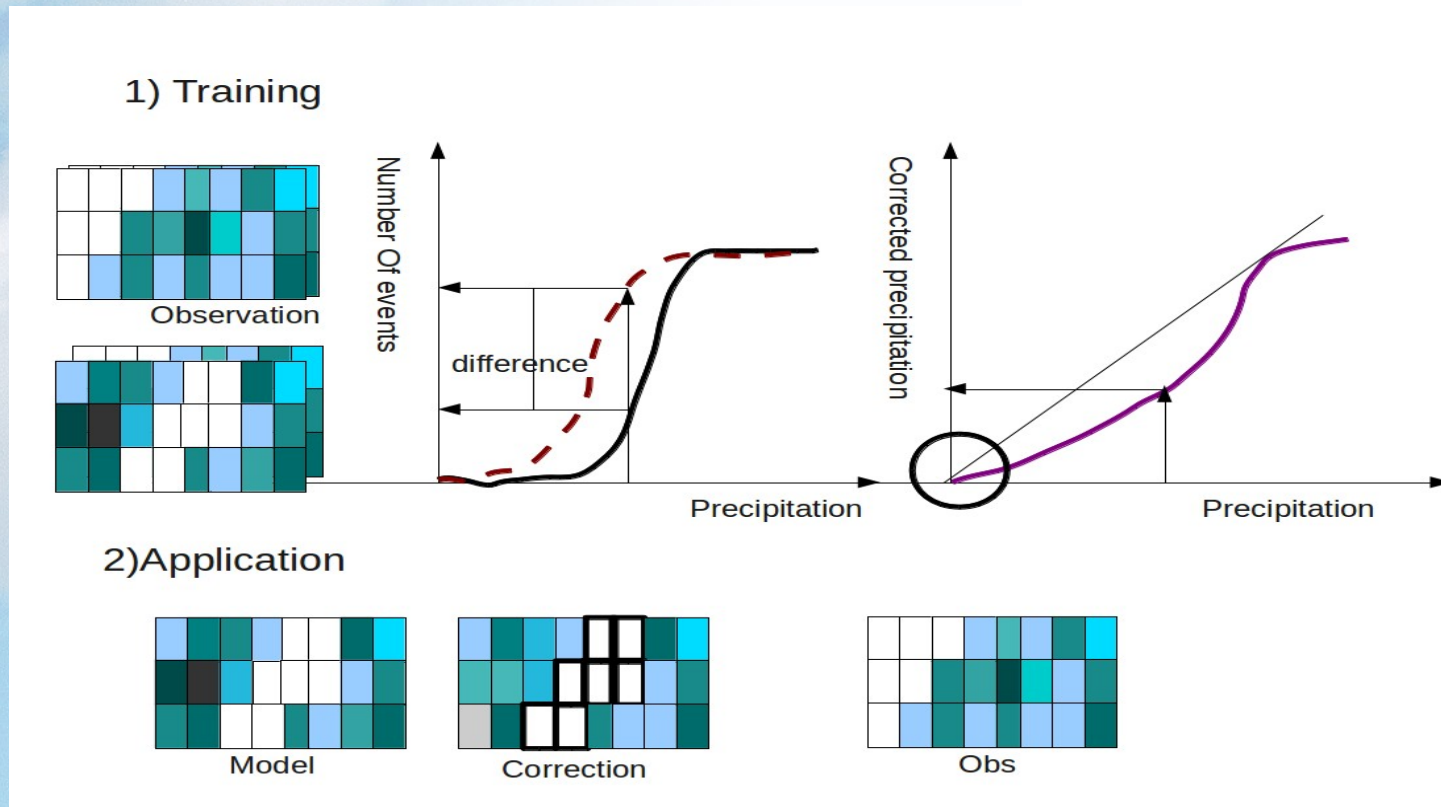 1) Training
Observation
Number Of events
difference
Precipitation
Corrected precipitation
Precipitation
2)Application
Model
Correction
Obs